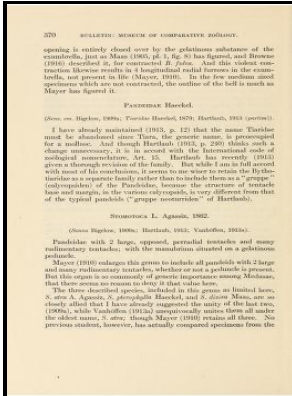 370 BULLETIN: MUSEUM OF COMPARATIVE ZOÖLOGY.
opening is entirely closed over by the gelatinous substance of the
exumbrella, just as Maas (1905, pl. 1, fig. 8) has figured, and Browne
(1916) described it, for contracted B. fulva. And this violent con-
traction likewise results in 4 longitudinal radial furrows in the exum-
brella, not present in life (Mayer, 1910). In the few medium sized
specimens which are not contracted, the outline of the bell is much as
Mayer has figured it.
PANDEIDAE Haeckel.
(Sens. em. Bigelow, 1909a; Tiaridae Haeckel, 1879; Hartlaub, 1913 (partim)).
I have already maintained (1913, p. 12) that the name Tiaridae
must be abandoned since Tiara, the generic name, is preoccupied
for a mollusc. And though Hartlaub (1913, p. 240) thinks such a
change unnecessary, it is in accord with the International code of
zoölogical nomenclature, Art. 15. Hartlaub has recently (1913)
given a thorough revision of the family. But while I am in full accord
with most of his conclusions, it seems to me wiser to retain the Bytho-
tiaridae as a separate family rather than to include them as a "gruppe"
(calycopsiden) of the Pandeidae, because the structure of tentacle
base and margin, in the various calycopsids, is very different from that
of the typical pandeids ("gruppe neoturriden" of Hartlaub).
STOMOTOCA L. Agassiz, 1862.
(Sensu Bigelow, 1909a; Hartlaub, 1913; Vanhöffen, 1913a).
Pandeidae with 2 large, opposed, perradial tentacles and many
rudimentary tentacles; with the manubrium situated on a gelatinous
peduncle.
Mayer (1910) enlarges this genus to include all pandeids with 2 large
and many rudimentary tentacles, whether or not a peduncle is present.
But this organ is so commonly of generic importance among Medusae,
that there seems no reason to deny it that value here.
The three described species, included in this genus as limited here,
S. atra A. Agassiz, S. pterophylla Haeckel, and S. divisa Maas, are so
closely allied that I have already suggested the unity of the last two,
(1909a), while Vanhöffen (1913a) unequivocally unites them all under
the oldest name, S. atra; though Mayer (1910) retains all three. No
previous student, however, has actually compared specimens from the